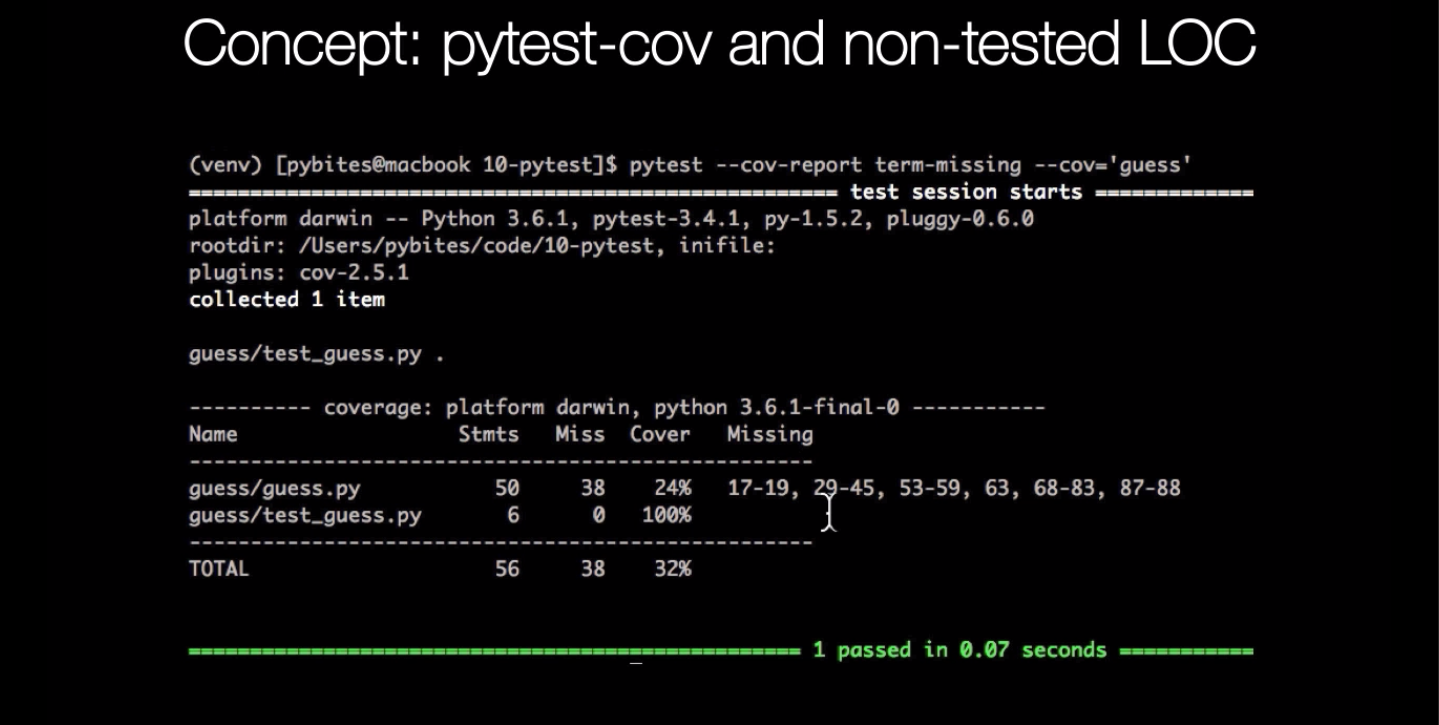 Concept: pytest-cov and non-tested LOC
(venv) [pybites@macbook 10-pytest]$ pytest --cov-report term-missing --cov='guess'
===================================================== test session starts =============
platform darwin -- Python 3.6.1, pytest-3.4.1, py-1.5.2, pluggy-0.6.0
rootdir: /Users/pybites/code/10-pytest, inifile:
plugins: cov-2.5.1
collected 1 item
guess/test_guess.py .
---------- coverage: platform darwin, python 3.6.1-final-0 -----------
Name                  Stmts   Miss  Cover   Missing
---------------------------------------------------
guess/guess.py           50     38    24%   17-19, 29-45, 53-59, 63, 68-83, 87-88
guess/test_guess.py       6      0   100%
---------------------------------------------------
TOTAL                    56     38    32%
================================================== 1 passed in 0.07 seconds ===========